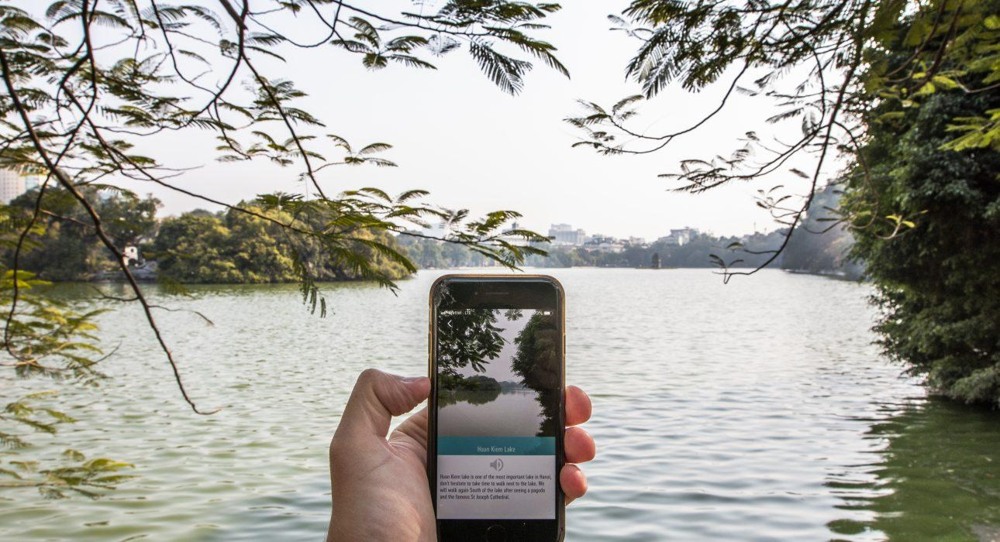 Viettel LTE
Hoan Kiem Lake
Hoan Kiem lake is one of the most important lake in Hanoi,
don't hesitate to take time to walk next to the lake. We
will walk again South of the lake after seeing a pagoda
and the famous St Joseph Cathedral.